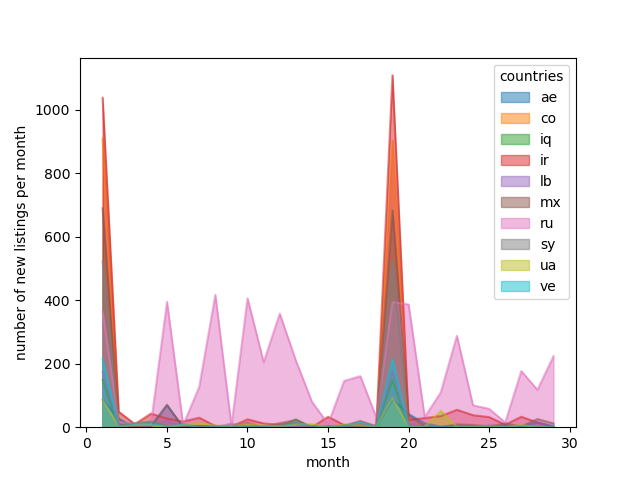 countries
ae
co
iq
ir
lb
mx
ru
sy
ua
ve
number of new listings per month
1000
800
600
400
200
0
0 5 10 15 20 25 30
month